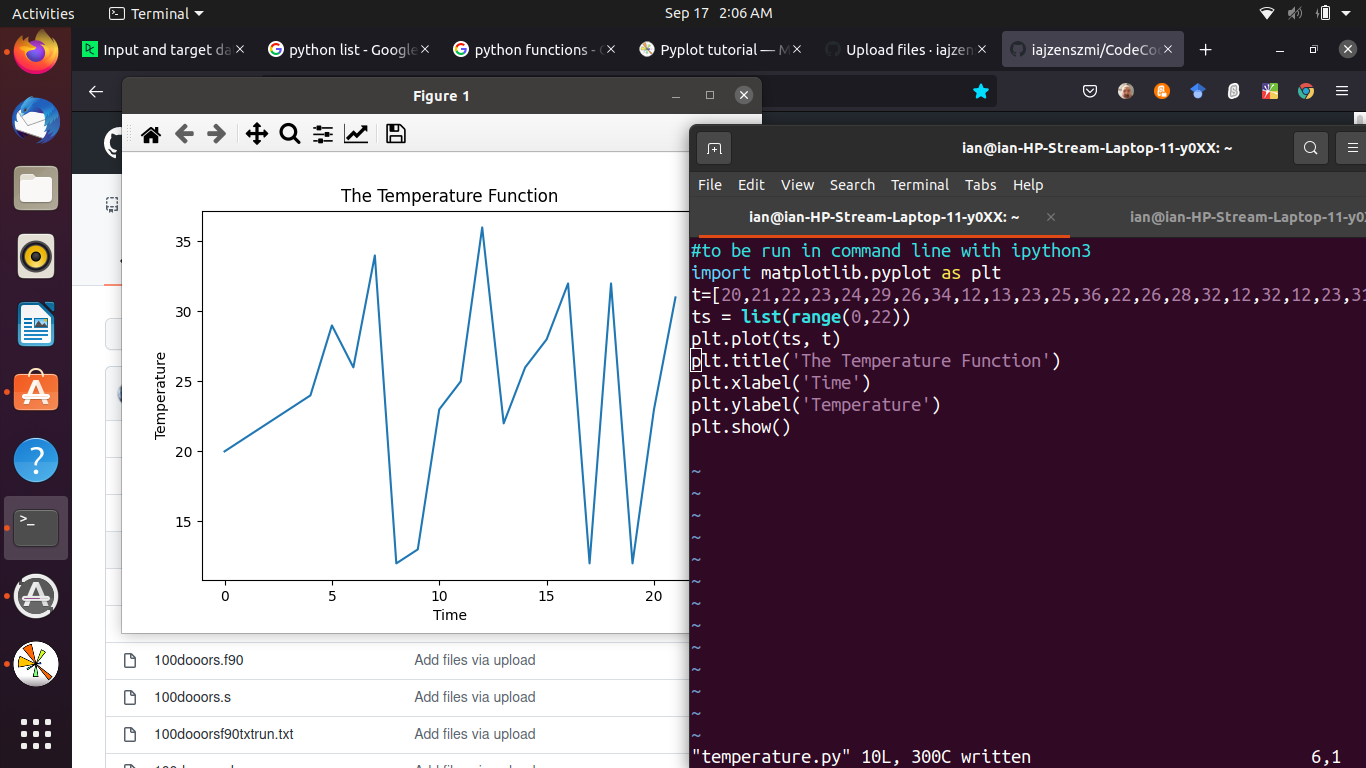 Activities
Terminal
Sep 17 2:06 AM
Input and target da
python list - Google
python functions -
Pyplot tutorial — M
Upload files · iajzen
iajzenszmi/CodeCo
Figure 1
The Temperature Function
35
30
25
20
15
Temperature
0 5 10 15 20
Time
100dooors.f90 Add files via upload
100dooors.s Add files via upload
100dooorsf90txtrun.txt Add files via upload
ian@ian-HP-Stream-Laptop-11-y0XX: ~
File Edit View Search Terminal Tabs Help
ian@ian-HP-Stream-Laptop-11-y0XX: ~
ian@ian-HP-Stream-Laptop-11-y0
#to be run in command line with ipython3
import matplotlib.pyplot as plt
t=[20,21,22,23,24,29,26,34,12,13,23,25,36,22,26,28,32,12,32,12,23,31
ts = list(range(0,22))
plt.plot(ts, t)
plt.title('The Temperature Function')
plt.xlabel('Time')
plt.ylabel('Temperature')
plt.show()
~
~
~
~
~
~
~
~
~
~
~
~
~
"temperature.py" 10L, 300C written 6,1